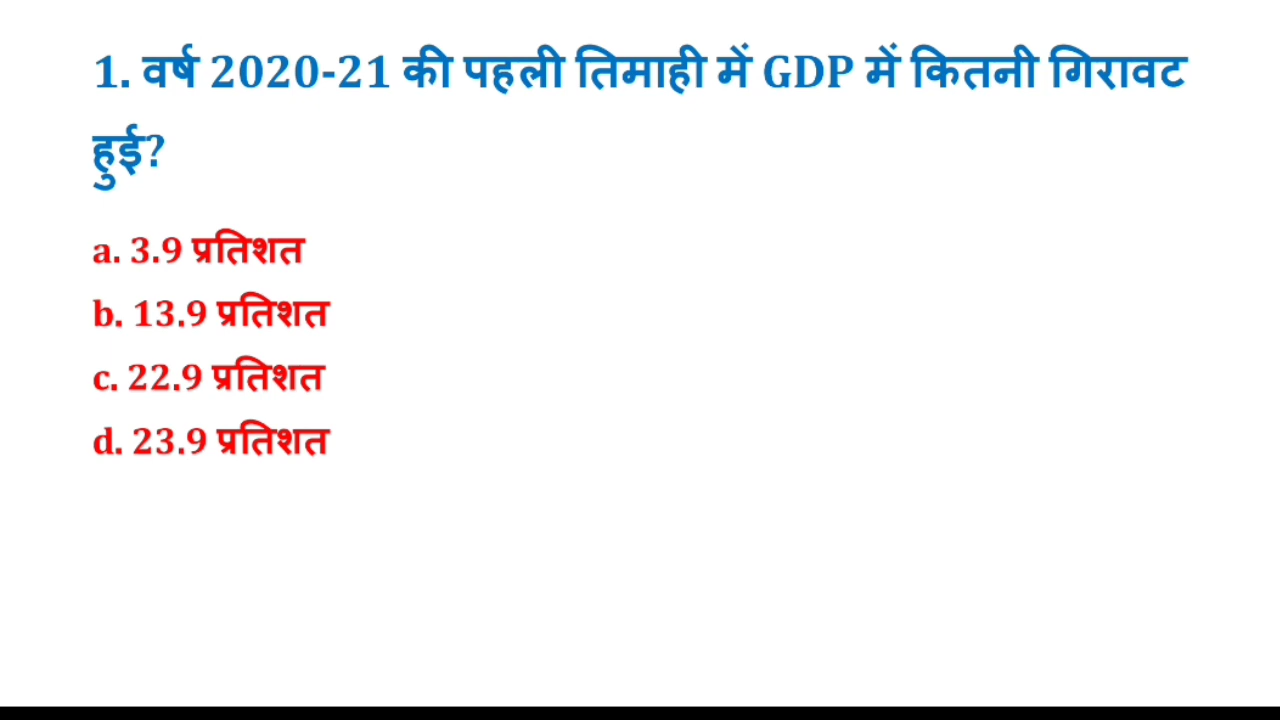 1. वर्ष 2020-21 की पहली तिमाही में GDP में कितनी गिरावट
हुई?
a. 3.9 प्रतिशत
b. 13.9 प्रतिशत
c. 22.9 प्रतिशत
d. 23.9 प्रतिशत